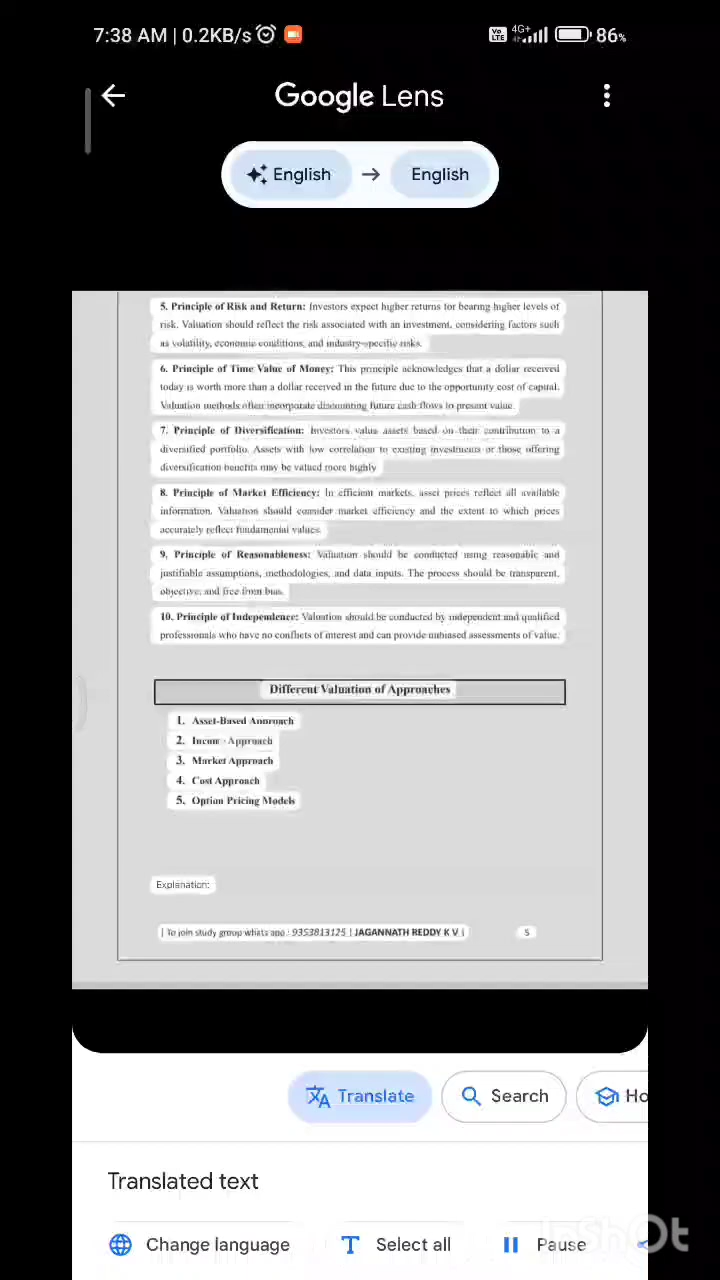 7:38 AM | 0.2KB/s
Vo LTE 4G+ 86%
Google Lens
English → English
5. Principle of Risk and Return: Investors expect higher returns for bearing higher levels of
risk. Valuation should reflect the risk associated with an investment, considering factors such
as volatility, economic conditions, and industry-specific risks.
6. Principle of Time Value of Money: This principle acknowledges that a dollar received
today is worth more than a dollar received in the future due to the opportunity cost of capital.
Valuation methods often incorporate discounting future cash flows to present value.
7. Principle of Diversification: Investors value assets based on their contribution to a
diversified portfolio. Assets with low correlation to existing investments or those offering
diversification benefits may be valued more highly
8. Principle of Market Efficiency: In efficient markets, asset prices reflect all available
information. Valuation should consider market efficiency and the extent to which prices
accurately reflect fundamental values.
9. Principle of Reasonableness: Valuation should be conducted using reasonable and
justifiable assumptions, methodologies, and data inputs. The process should be transparent,
objective, and free from bias.
10. Principle of Independence: Valuation should be conducted by independent and qualified
professionals who have no conflicts of interest and can provide unbiased assessments of value.
Different Valuation of Approaches
1. Asset-Based Approach
2. Income Approach
3. Market Approach
4. Cost Approach
5. Option Pricing Models
Explanation:
| To join study group whats app : 9353813125 | JAGANNATH REDDY K V | 5
Translate Search Ho
Translated text
Change language Select all Pause
InShOt